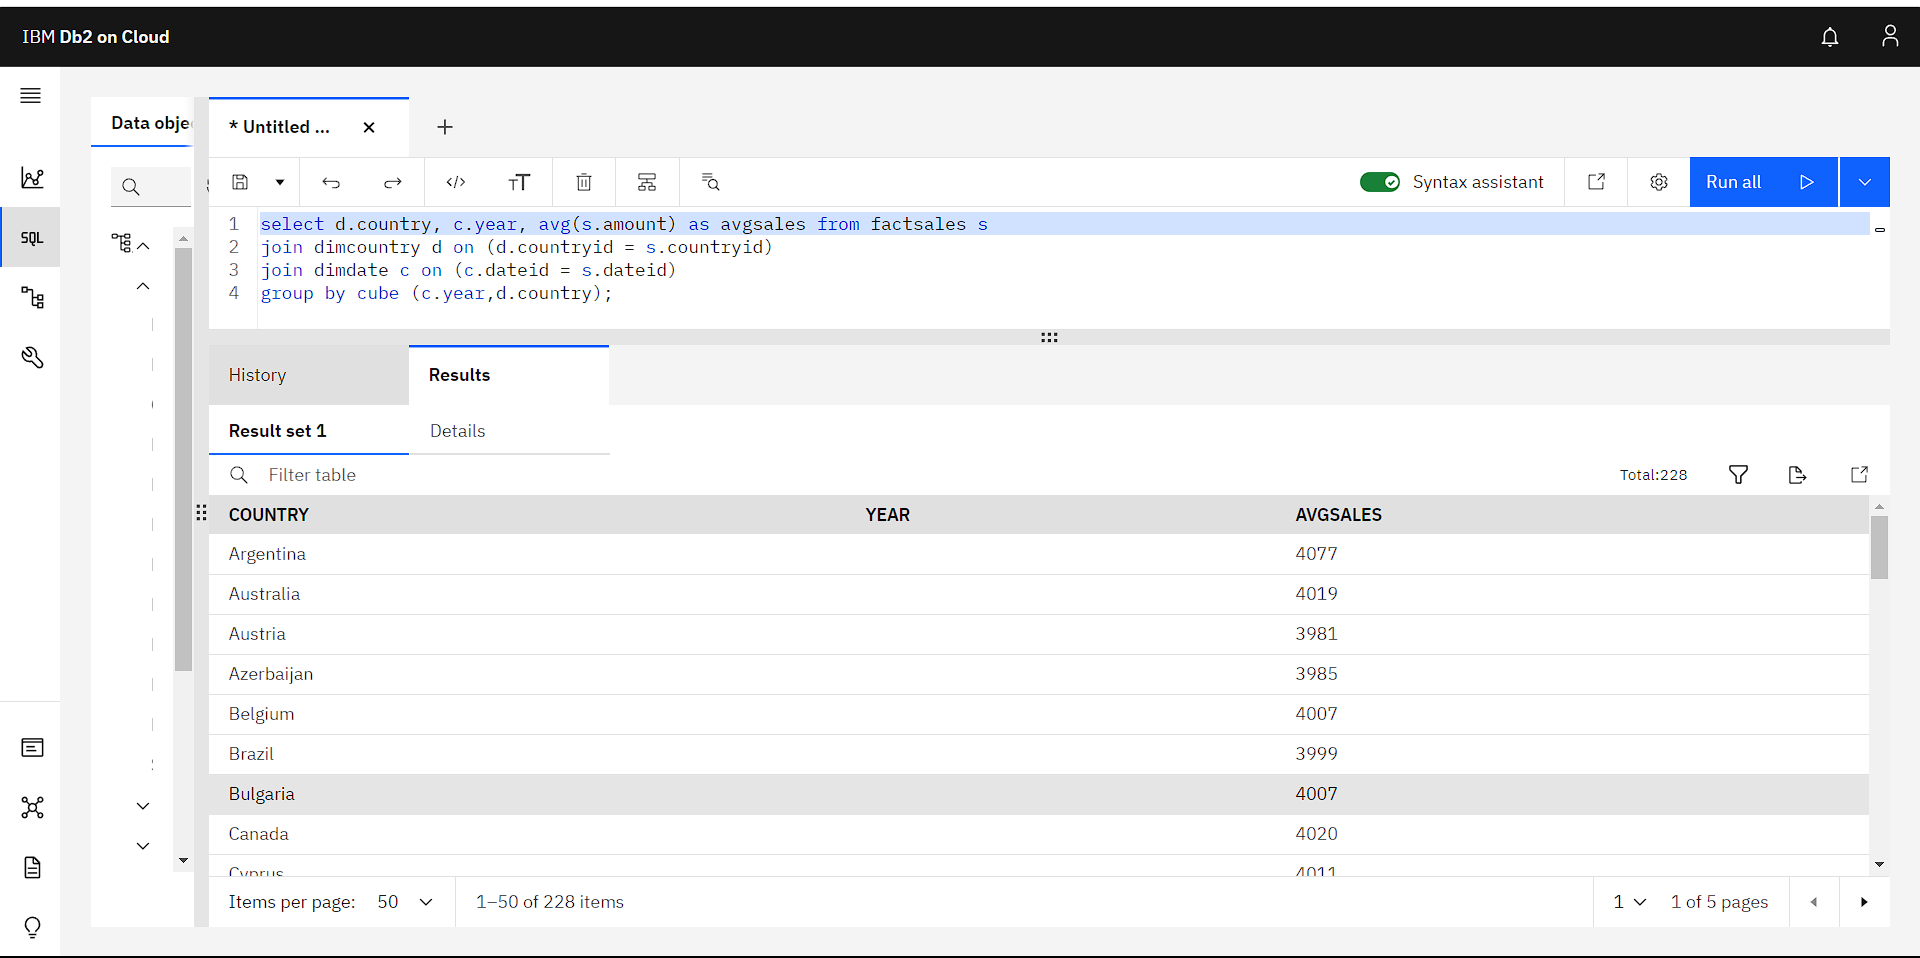 IBM Db2 on Cloud
Data obje
* Untitled ...
Syntax assistant
Run all
SQL
1 select d.country, c.year, avg(s.amount) as avgsales from factsales s
2 join dimcountry d on (d.countryid = s.countryid)
3 join dimdate c on (c.dateid = s.dateid)
4 group by cube (c.year,d.country);
History Results
Result set 1 Details
Filter table Total:228
COUNTRY YEAR AVGSALES
Argentina 4077
Australia 4019
Austria 3981
Azerbaijan 3985
Belgium 4007
Brazil 3999
Bulgaria 4007
Canada 4020
Cyprus 4011
Items per page: 50 1–50 of 228 items 1 1 of 5 pages